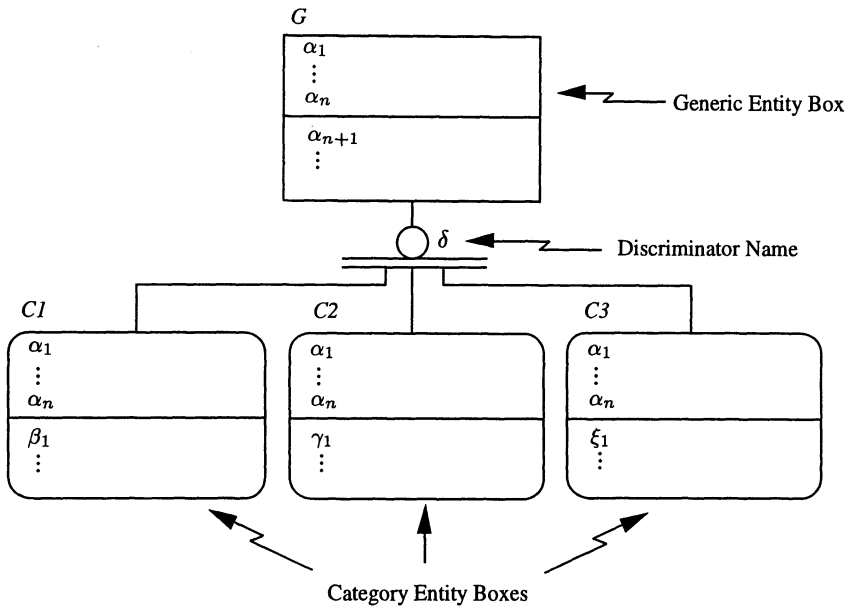 G
α1
⋮
αn
αn+1
⋮
Generic Entity Box
δ
Discriminator Name
C1
C2
C3
α1
⋮
αn
β1
⋮
α1
⋮
αn
γ1
⋮
α1
⋮
αn
ξ1
⋮
Category Entity Boxes